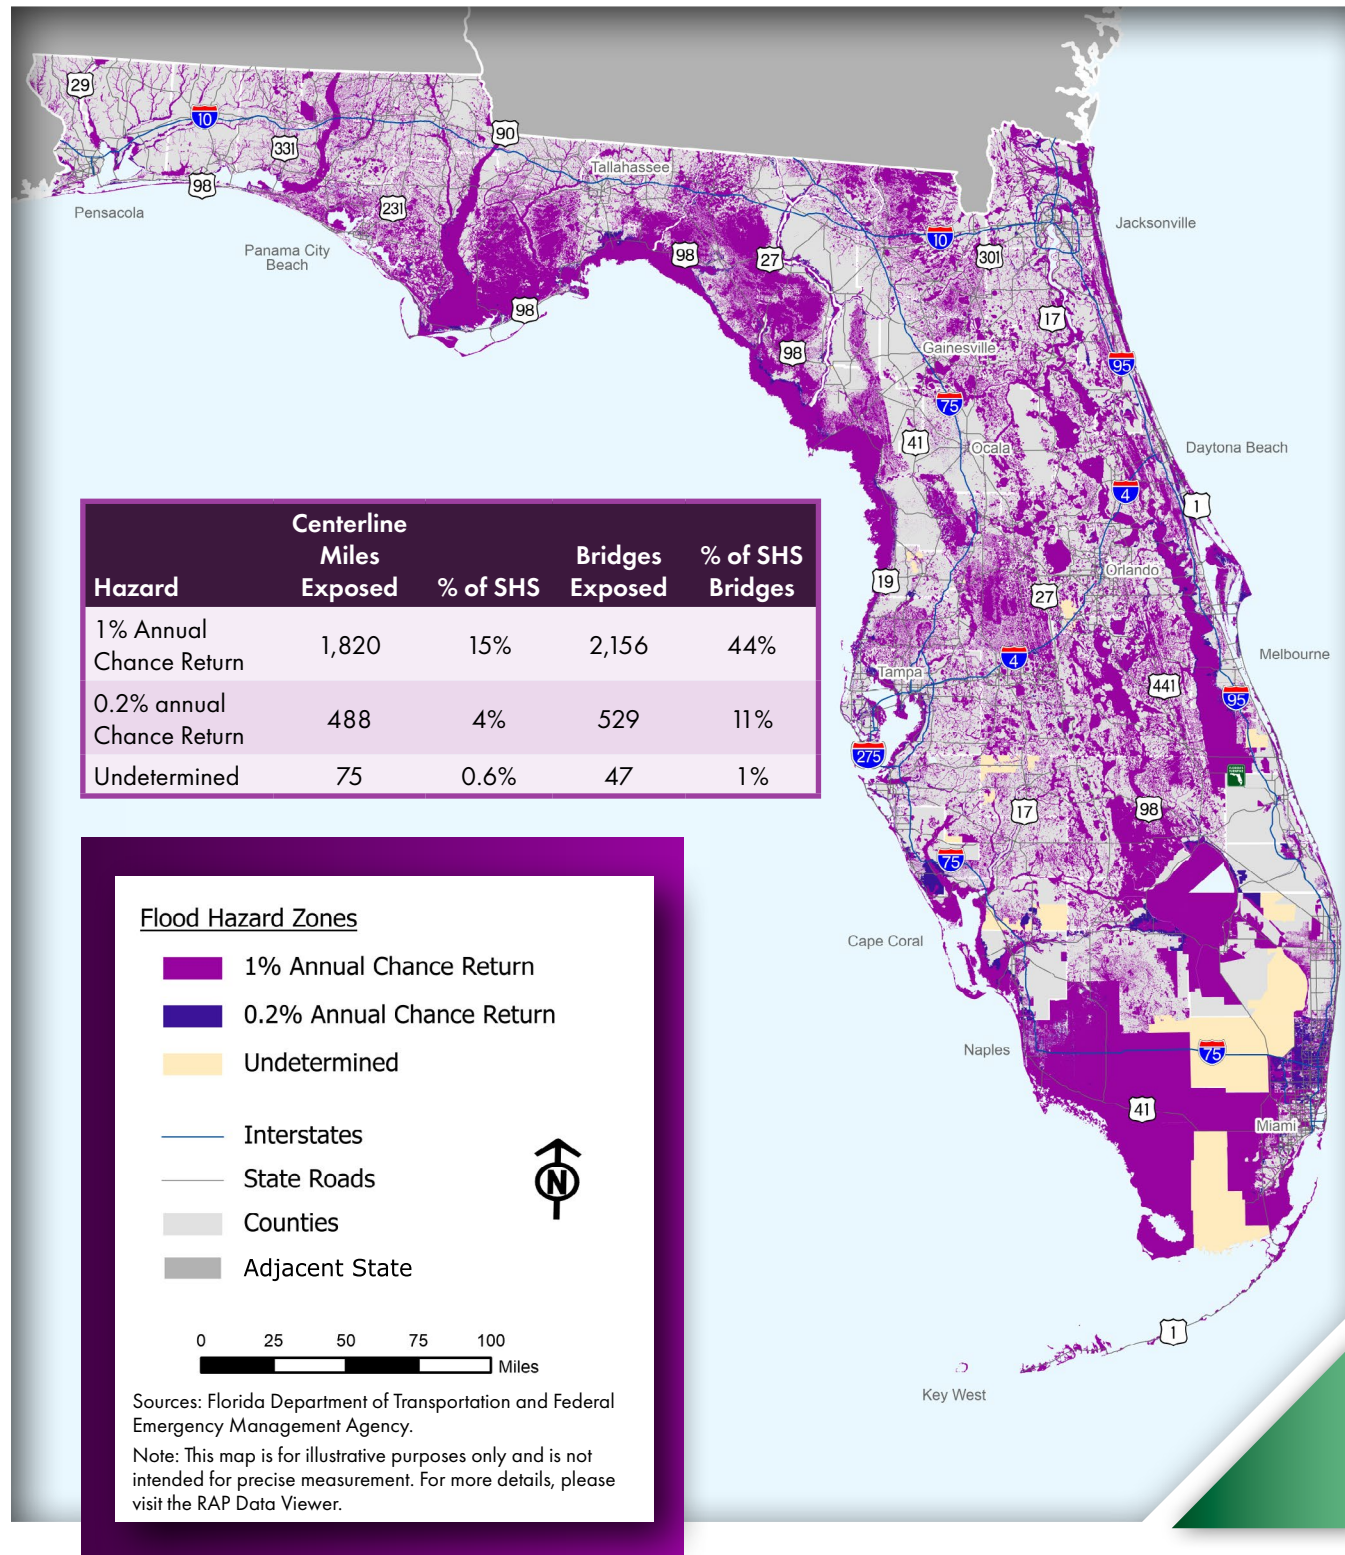 29
10
331
90
98
231
Tallahassee
Pensacola
Panama City
Beach
98
98
27
98
10
301
Jacksonville
17
Gainesville
95
75
41
Ocala
Daytona Beach
4
1
19
27
Orlando
4
Melbourne
Tampa
441
95
275
17
98
75
Cape Coral
Naples
75
41
Miami
1
Key West
Hazard Centerline Miles Exposed % of SHS Bridges Exposed % of SHS Bridges
1% Annual Chance Return 1,820 15% 2,156 44%
0.2% annual Chance Return 488 4% 529 11%
Undetermined 75 0.6% 47 1%
Flood Hazard Zones
1% Annual Chance Return
0.2% Annual Chance Return
Undetermined
Interstates
State Roads
Counties
Adjacent State
N
0 25 50 75 100
Miles
Sources: Florida Department of Transportation and Federal
Emergency Management Agency.
Note: This map is for illustrative purposes only and is not
intended for precise measurement. For more details, please
visit the RAP Data Viewer.